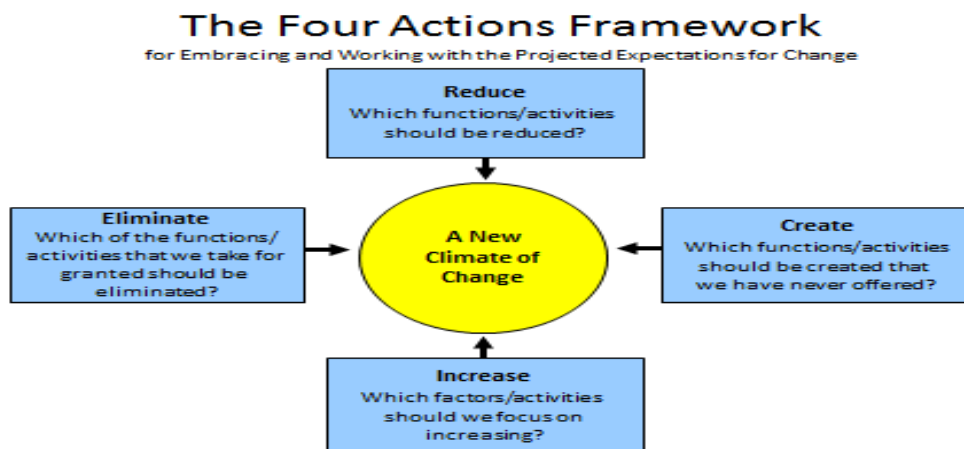 The Four Actions Framework
for Embracing and Working with the Projected Expectations for Change
Reduce
Which functions/activities
should be reduced?
Eliminate
Which of the functions/
activities that we take for
granted should be
eliminated?
A New
Climate of
Change
Create
Which functions/activities
should be created that
we have never offered?
Increase
Which factors/activities
should we focus on
increasing?